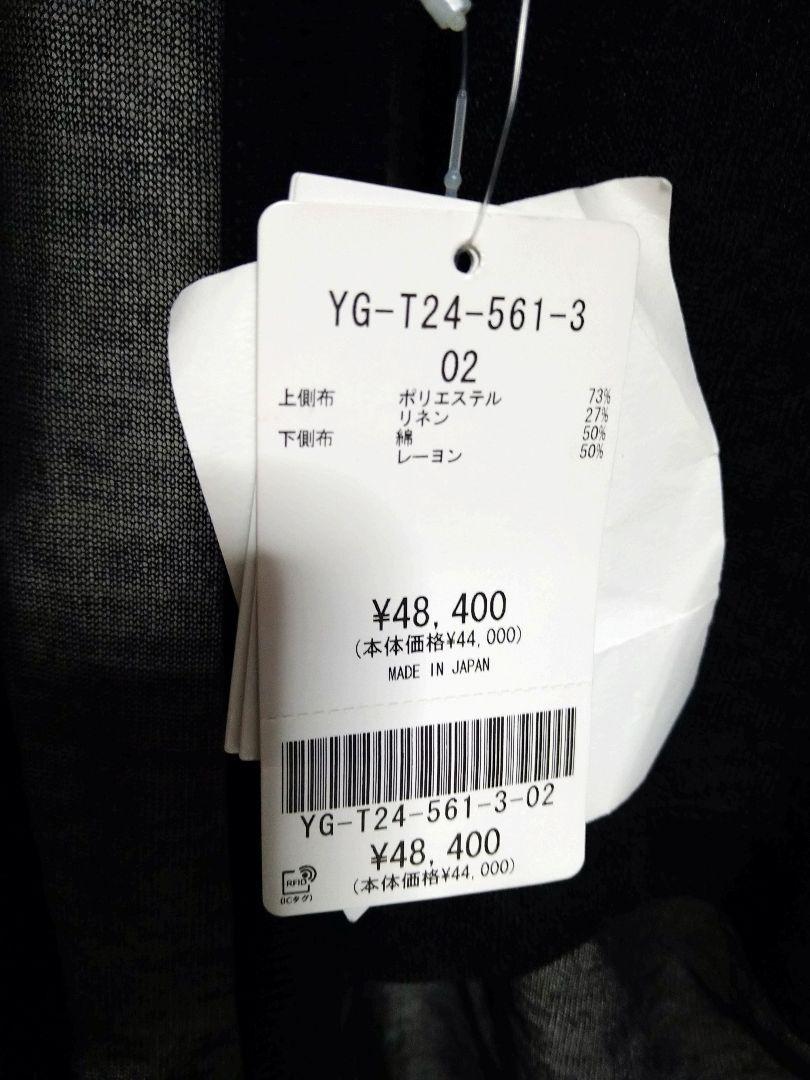 YG-T24-561-3
02
上側布 ポリエステル 73%
リネン 27%
下側布 綿 50%
レーヨン 50%
¥48,400
(本体価格¥44,000)
MADE IN JAPAN
YG-T24-561-3-02
¥48,400
(本体価格¥44,000)
RFID
(ICタグ)